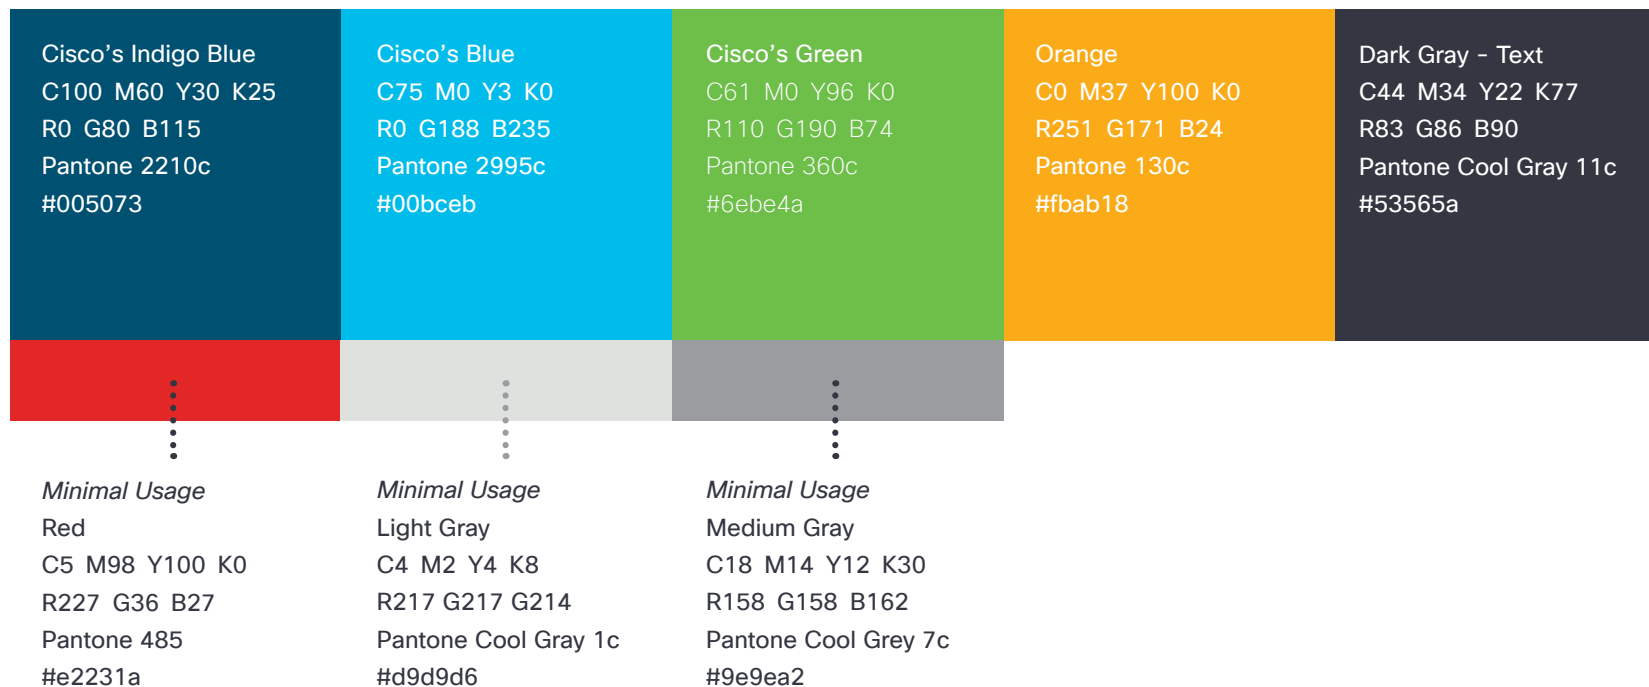 Cisco’s Indigo Blue
C100 M60 Y30 K25
R0 G80 B115
Pantone 2210c
#005073
Cisco’s Blue
C75 M0 Y3 K0
R0 G188 B235
Pantone 2995c
#00bceb
Cisco’s Green
C61 M0 Y96 K0
R110 G190 B74
Pantone 360c
#6ebe4a
Orange
C0 M37 Y100 K0
R251 G171 B24
Pantone 130c
#fbab18
Dark Gray - Text
C44 M34 Y22 K77
R83 G86 B90
Pantone Cool Gray 11c
#53565a
Minimal Usage
Red
C5 M98 Y100 K0
R227 G36 B27
Pantone 485
#e2231a
Minimal Usage
Light Gray
C4 M2 Y4 K8
R217 G217 G214
Pantone Cool Gray 1c
#d9d9d6
Minimal Usage
Medium Gray
C18 M14 Y12 K30
R158 G158 B162
Pantone Cool Grey 7c
#9e9ea2